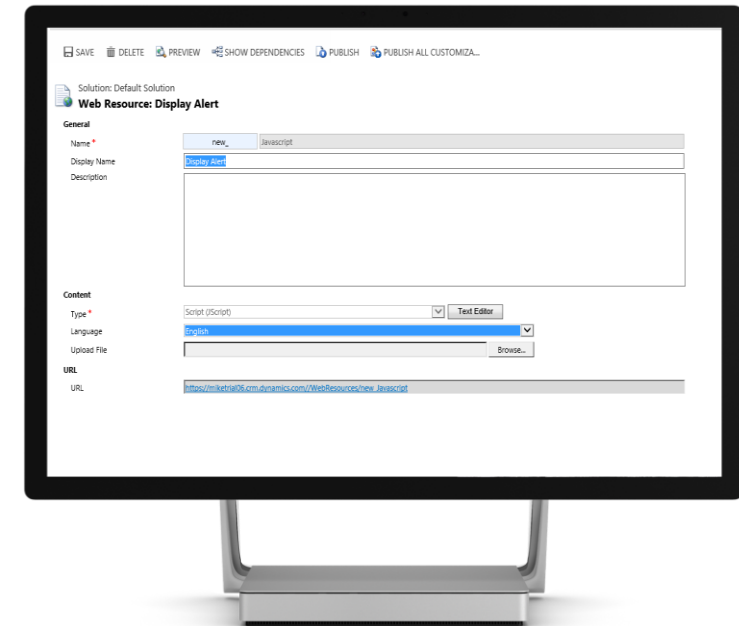 SAVE DELETE PREVIEW SHOW DEPENDENCIES PUBLISH PUBLISH ALL CUSTOMIZA...
Solution: Default Solution
Web Resource: Display Alert
General
Name * new_ Javascript
Display Name Display Alert
Description
Content
Type * Script (JScript) Text Editor
Language English
Upload File Browse...
URL
URL https://miketrial06.crm.dynamics.com//WebResources/new_Javascript